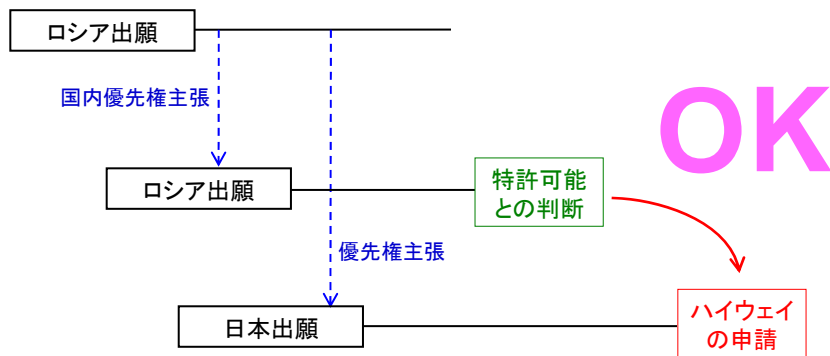 ロシア出願
国内優先権主張
OK
ロシア出願
特許可能
との判断
優先権主張
日本出願
ハイウェイ
の申請